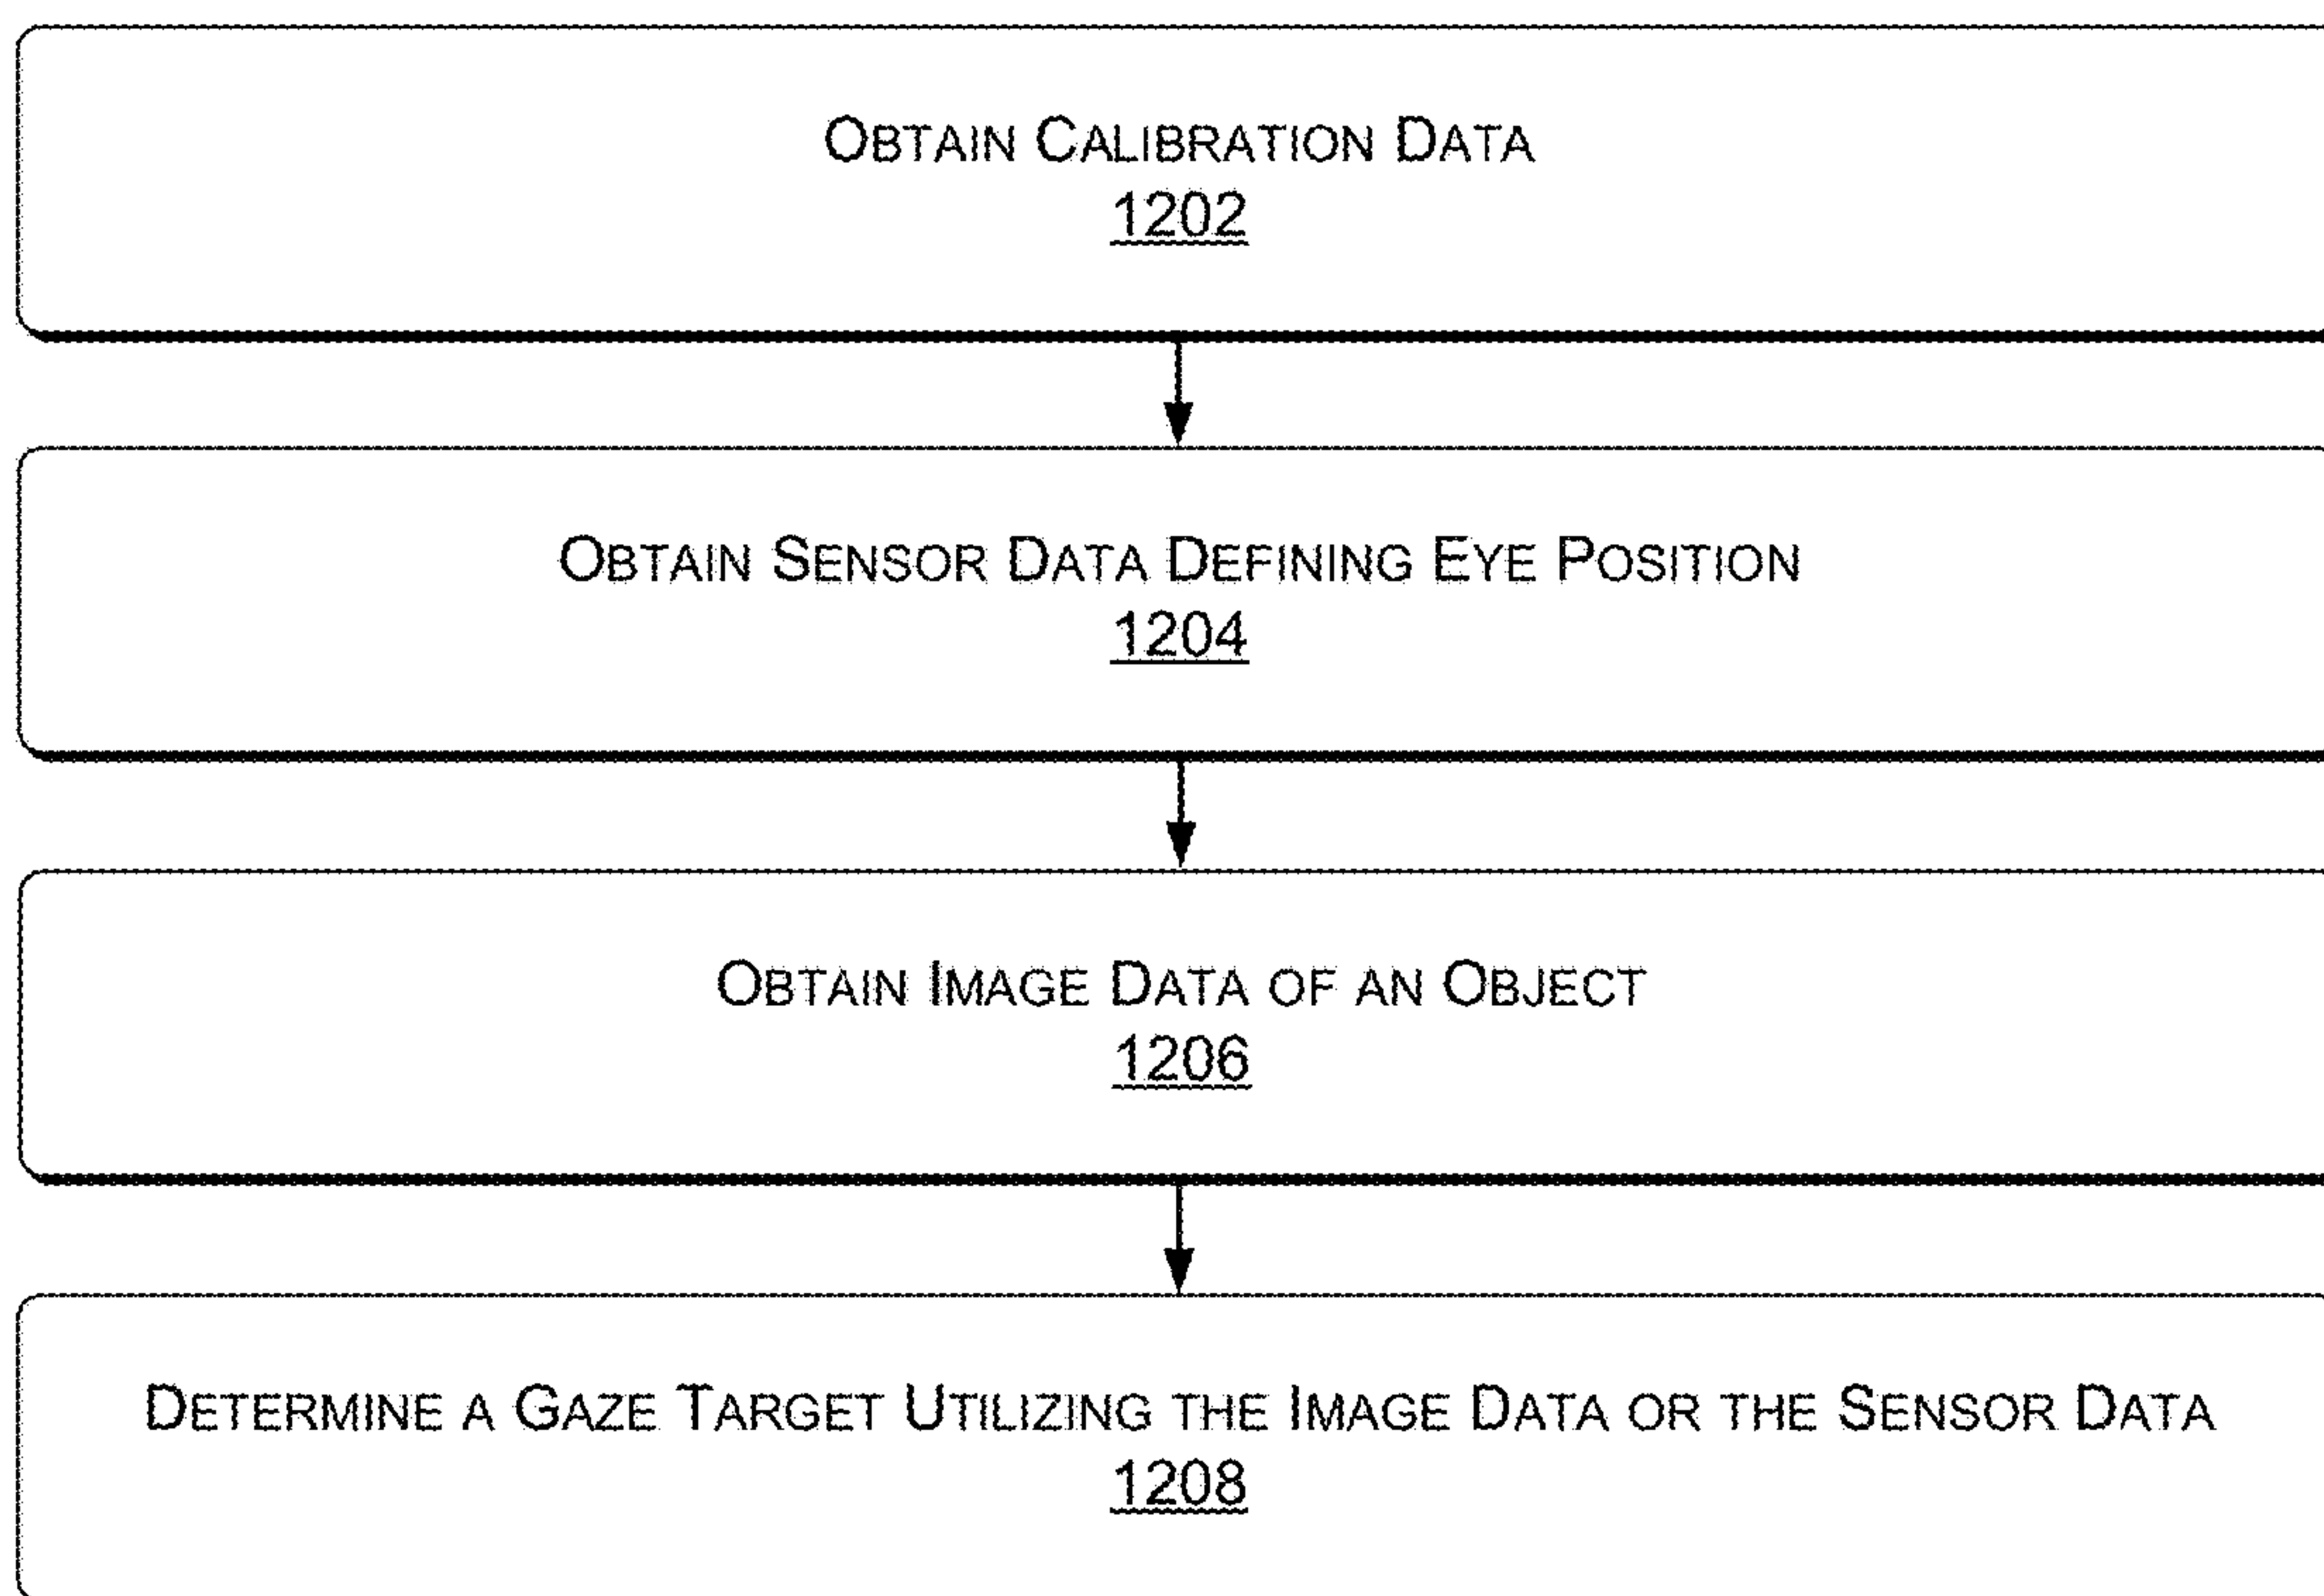 OBTAIN CALIBRATION DATA
1202
OBTAIN SENSOR DATA DEFINING EYE POSITION
1204
OBTAIN IMAGE DATA OF AN OBJECT
1206
DETERMINE A GAZE TARGET UTILIZING THE IMAGE DATA OR THE SENSOR DATA
1208